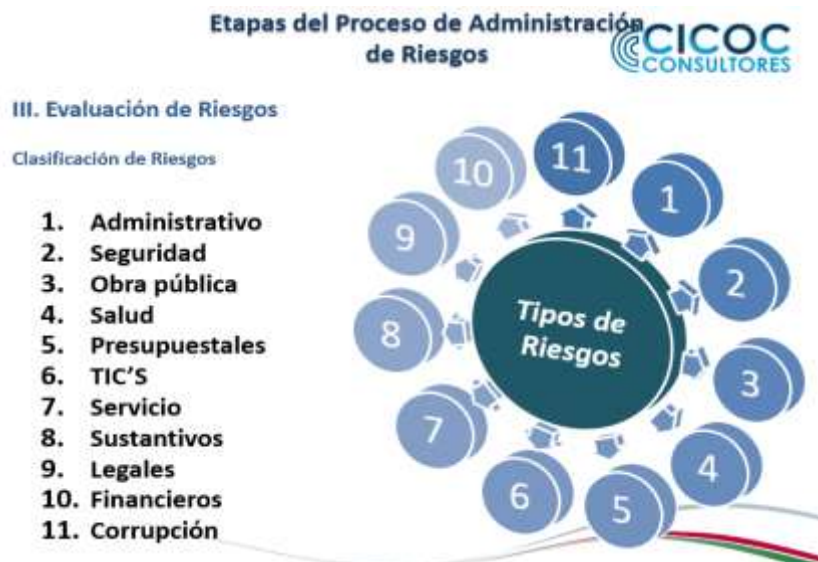 Etapas del Proceso de Administración
de Riesgos
CICOC
CONSULTORES
III. Evaluación de Riesgos
Clasificación de Riesgos
1. Administrativo
2. Seguridad
3. Obra pública
4. Salud
5. Presupuestales
6. TIC'S
7. Servicio
8. Sustantivos
9. Legales
10. Financieros
11. Corrupción
Tipos de
Riesgos
11
1
2
3
4
5
6
7
8
9
10